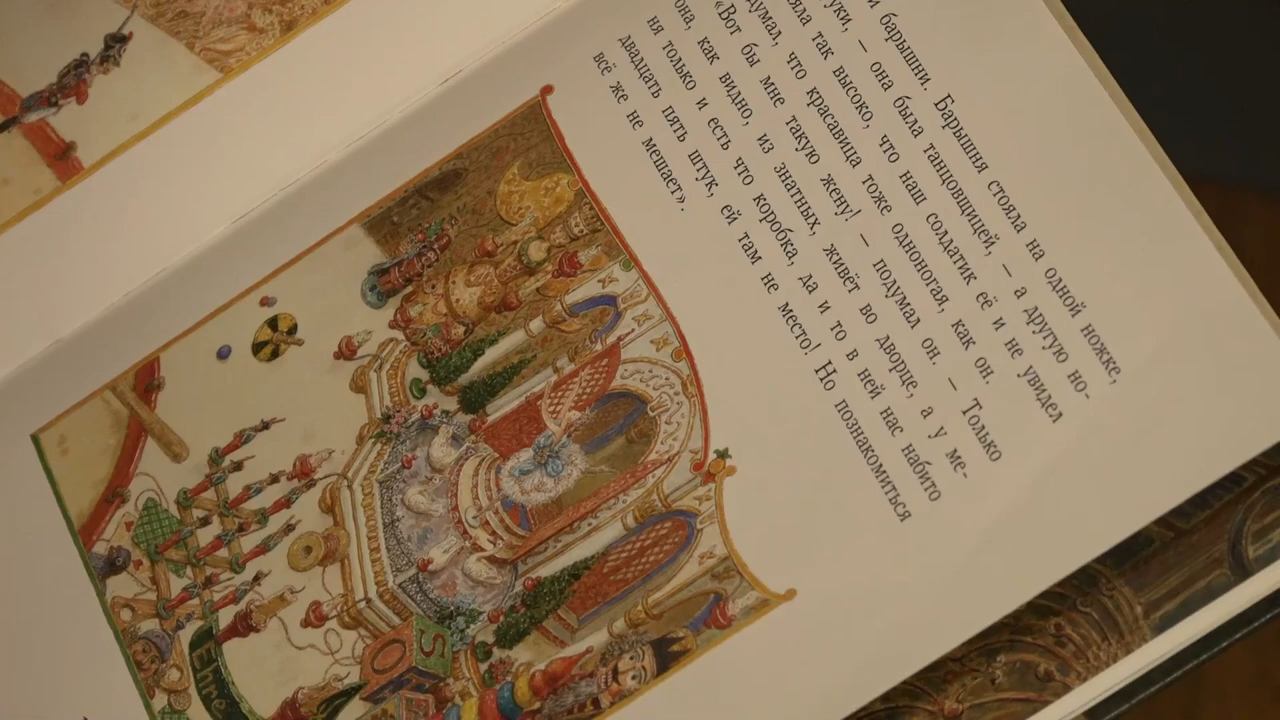 и барышни. Барышня стояла на одной ножке,
руки, — она была танцовщицей, — а другую но-
яла так высоко, что наш солдатик её и не увидел
думал, что красавица тоже одноногая, как он.
«Вот бы мне такую жену! — подумал он. — Только
она, как видно, из знатных, живёт во дворце, а у ме-
ня только и есть что коробка, да и то в ней нас набито
двадцать пять штук, ей там не место! Но познакомиться
всё же не мешает».
Ehre
S
O